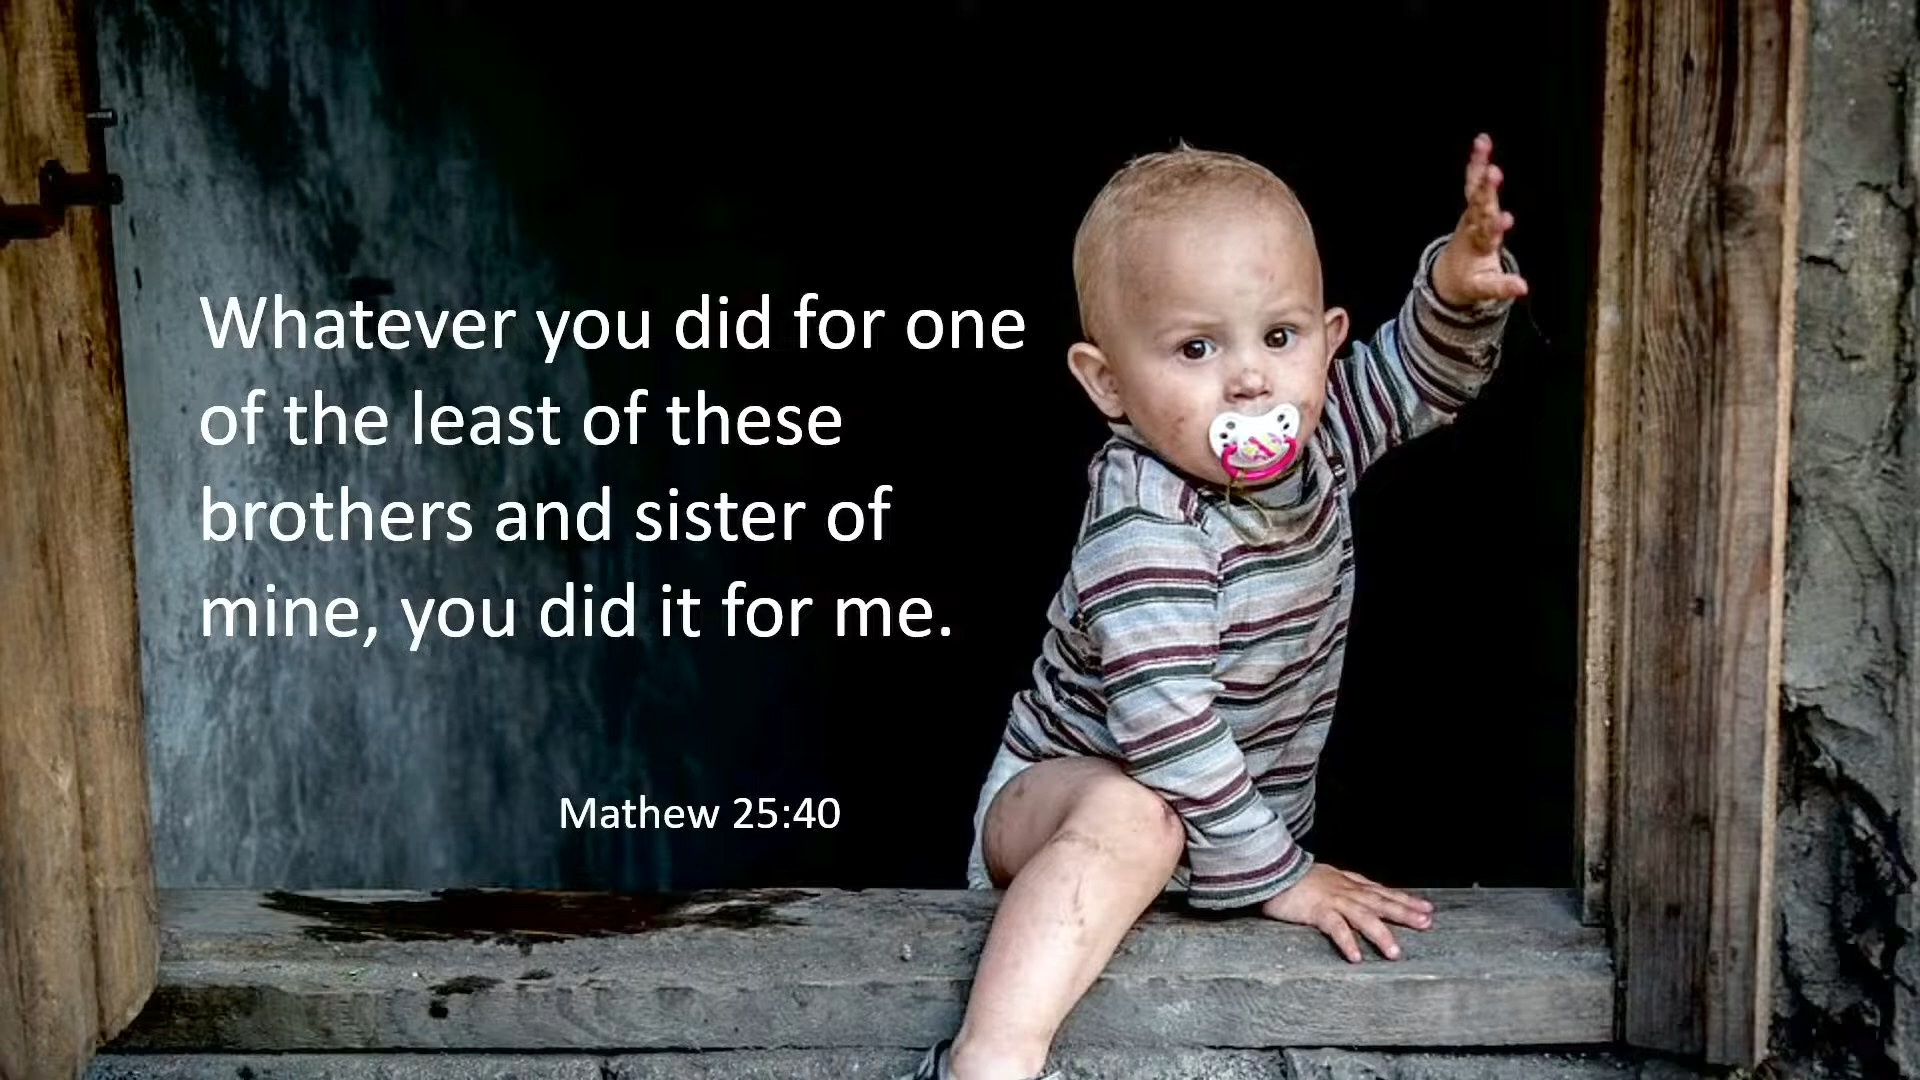 Whatever you did for one
of the least of these
brothers and sister of
mine, you did it for me.
Mathew 25:40